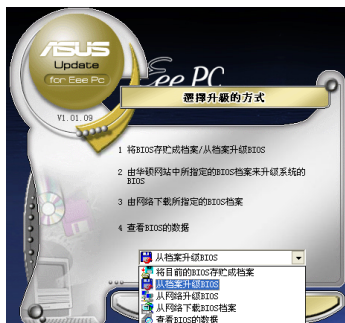 ASUS
Update
for Eee Pc
V1.01.09
Eee PC
選擇升級的方式
1 将BIOS存贮成档案/从档案升级BIOS
2 由华硕网站中所指定的BIOS档案来升级系统的
BIOS
3 由网络下载所指定的BIOS档案
4 查看BIOS的数据
从档案升级BIOS
将目前的BIOS存贮成档案
从档案升级BIOS
从网络升级BIOS
从网络下载BIOS档案
查看BIOS的数据